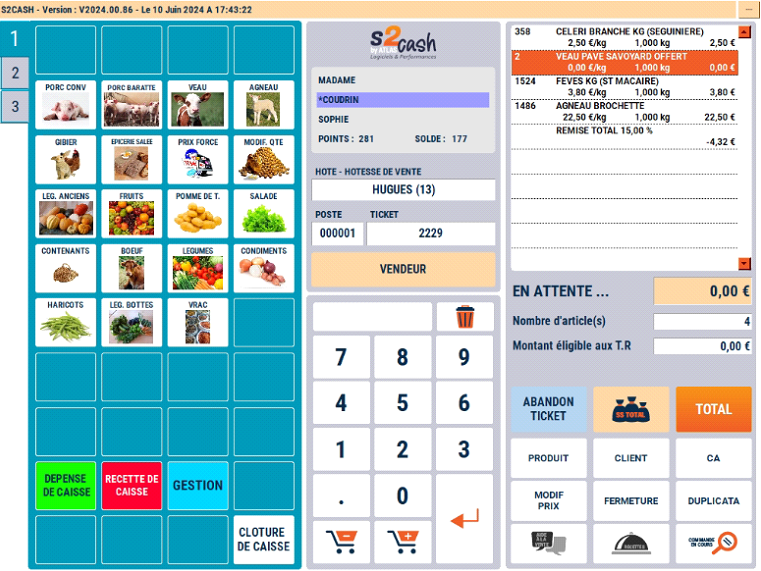 S2CASH - Version : V2024.00.86 - Le 10 Juin 2024 A 17:43:22
1
2
3
PORC CONV
PORC BARATTE
VEAU
AGNEAU
GIBIER
EPICERIE SALEE
PRIX FORCE
MODIF. QTE
LEG. ANCIENS
FRUITS
POMME DE T.
SALADE
CONTENANTS
BOEUF
LEGUMES
CONDIMENTS
HARICOTS
LEG. BOTTES
VRAC
DEPENSE DE CAISSE
RECETTE DE CAISSE
GESTION
CLOTURE DE CAISSE
S2cash
by ATLAS
Logiciels & Performances
MADAME
*COUDRIN
SOPHIE
POINTS : 281 SOLDE : 177
HOTE - HOTESSE DE VENTE
HUGUES (13)
POSTE TICKET
000001 2229
VENDEUR
7 8 9
4 5 6
1 2 3
. 0
358 CELERI BRANCHE KG (SEGUINIERE)
2,50 €/kg 1,000 kg 2,50 €
2 VEAU PAVE SAVOYARD OFFERT
0,00 €/kg 1,000 kg 0,00 €
1524 FEVES KG (ST MACAIRE)
3,80 €/kg 1,000 kg 3,80 €
1486 AGNEAU BROCHETTE
22,50 €/kg 1,000 kg 22,50 €
REMISE TOTAL 15,00 %
-4,32 €
EN ATTENTE ... 0,00 €
Nombre d'article(s) 4
Montant éligible aux T.R 0,00 €
ABANDON TICKET
SS TOTAL
TOTAL
PRODUIT
CLIENT
CA
MODIF PRIX
FERMETURE
DUPLICATA
AIDE A LA VENTE
RECETTES
COMMANDE EN COURS